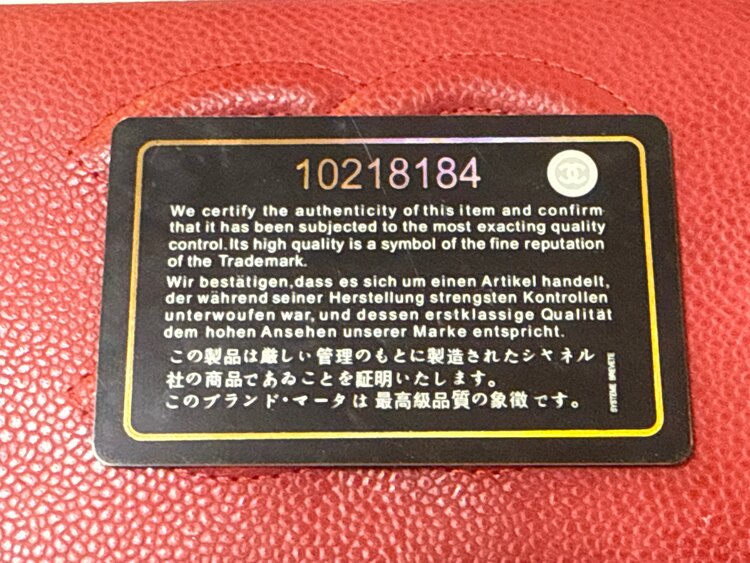 10218184
We certify the authenticity of this item and confirm
that it has been subjected to the most exacting quality
control. Its high quality is a symbol of the fine reputation
of the Trademark.
Wir bestätigen,dass es sich um einen Artikel handelt,
der während seiner Herstellung strengsten Kontrollen
unterwoufen war, und dessen erstklassige Qualität
dem hohen Ansehen unserer Marke entspricht.
この製品は厳しい管理のもとに製造されたシャネル
社の商品であゐことを証明いたします。
このブランド・マータは最高級品質の象徴です。
SYSTEME BREVETE